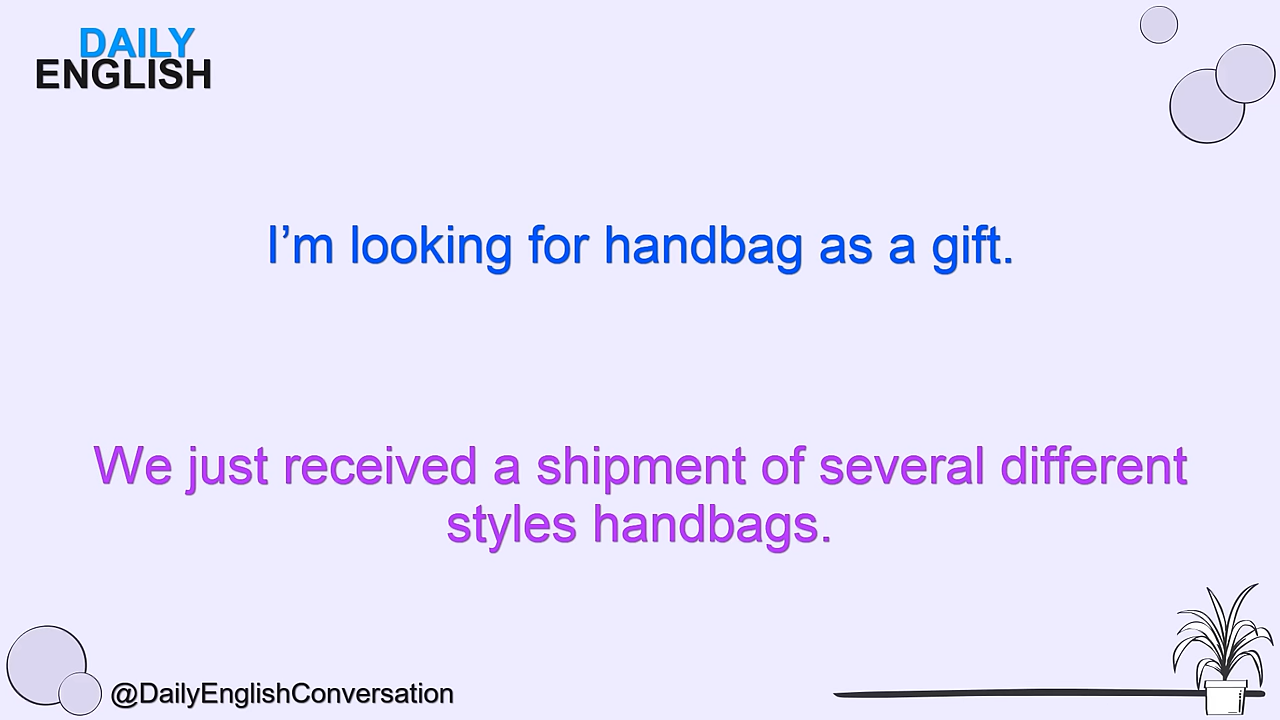 DAILY
ENGLISH
I’m looking for handbag as a gift.
We just received a shipment of several different
styles handbags.
@DailyEnglishConversation